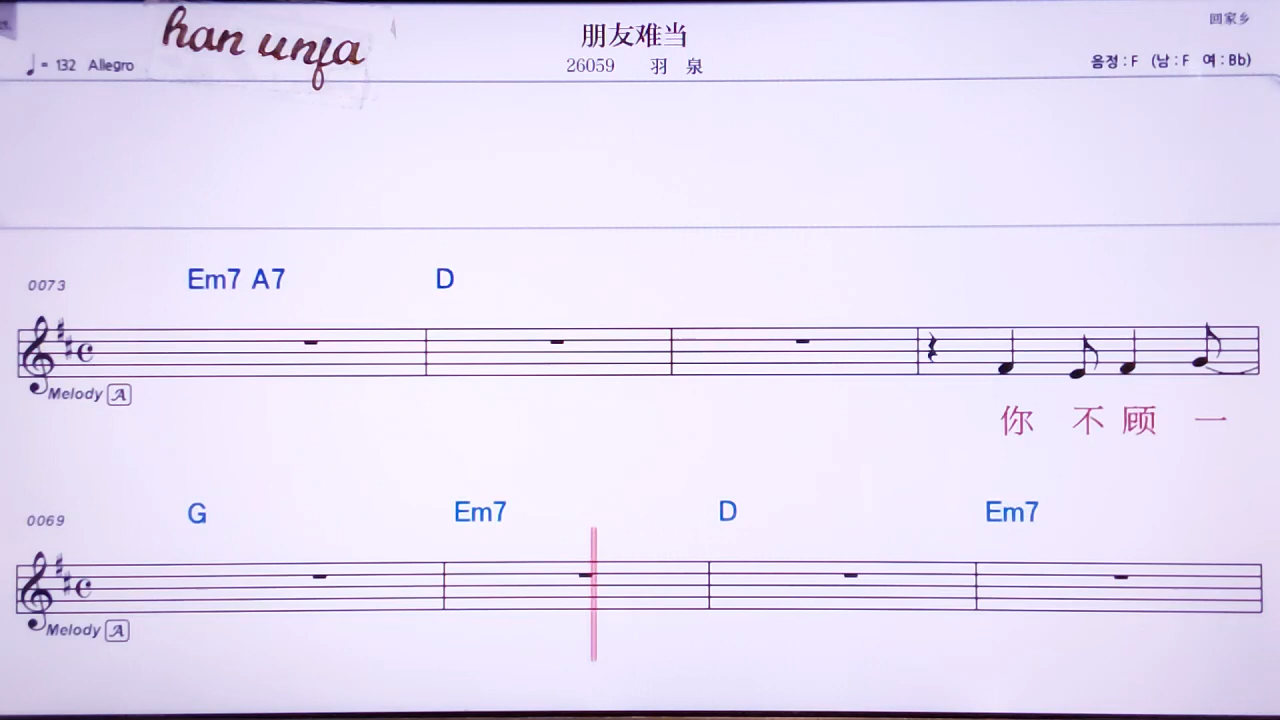 han unja
朋友难当
回家乡
♩= 132 Allegro
26059 羽 泉
음정 : F (남 : F 여 : Bb)
0073
Em7 A7 D
Melody A
你 不 顾 一
0069
G Em7 D Em7
Melody A